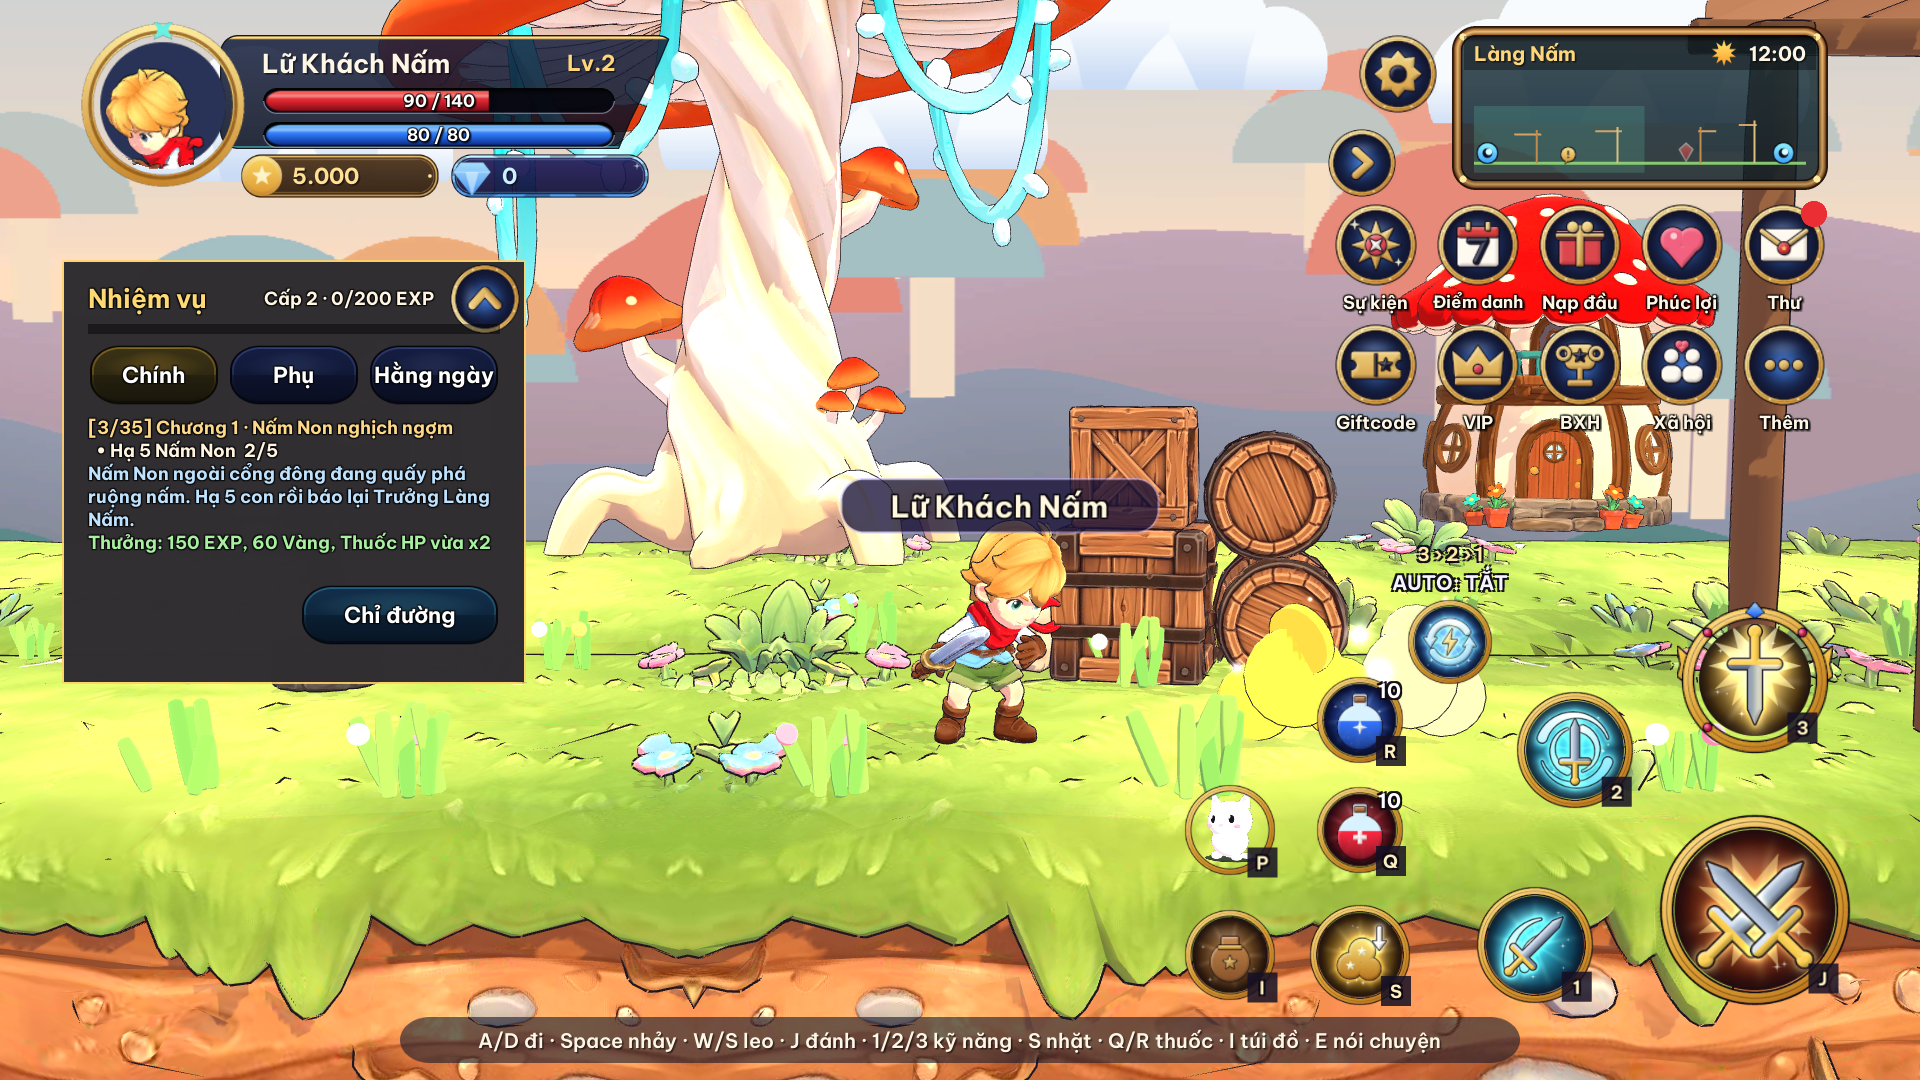 Lữ Khách Nấm
Lv.2
90 / 140
80 / 80
5.000
0
Làng Nấm
12:00
Sự kiện
7
Điểm danh
Nạp đầu
Phúc lợi
Thư
Giftcode
VIP
BXH
Xã hội
Thêm
Nhiệm vụ
Cấp 2 · 0/200 EXP
Chính
Phụ
Hằng ngày
[3/35] Chương 1 · Nấm Non nghịch ngợm
• Hạ 5 Nấm Non 2/5
Nấm Non ngoài cổng đông đang quấy phá
ruộng nấm. Hạ 5 con rồi báo lại Trưởng Làng
Nấm.
Thưởng: 150 EXP, 60 Vàng, Thuốc HP vừa x2
Chỉ đường
Lữ Khách Nấm
3›2›1
AUTO: TẮT
10
R
10
Q
P
I
S
1
2
3
J
A/D đi · Space nhảy · W/S leo · J đánh · 1/2/3 kỹ năng · S nhặt · Q/R thuốc · I túi đồ · E nói chuyện